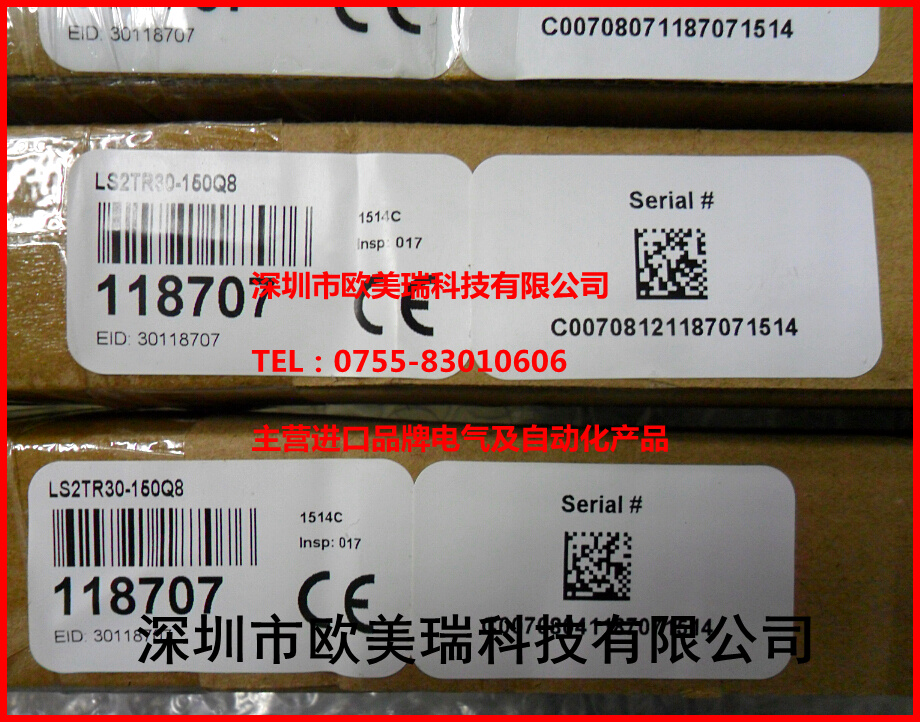 EID: 30118707
CE
C00708071187071514
LS2TR30-150Q8
1514C
Insp: 017
118707
CE
EID: 30118707
Serial #
C00708121187071514
深圳市欧美瑞科技有限公司
TEL：0755-83010606
主营进口品牌电气及自动化产品
LS2TR30-150Q8
1514C
Insp: 017
118707
CE
Serial #
深圳市欧美瑞科技有限公司